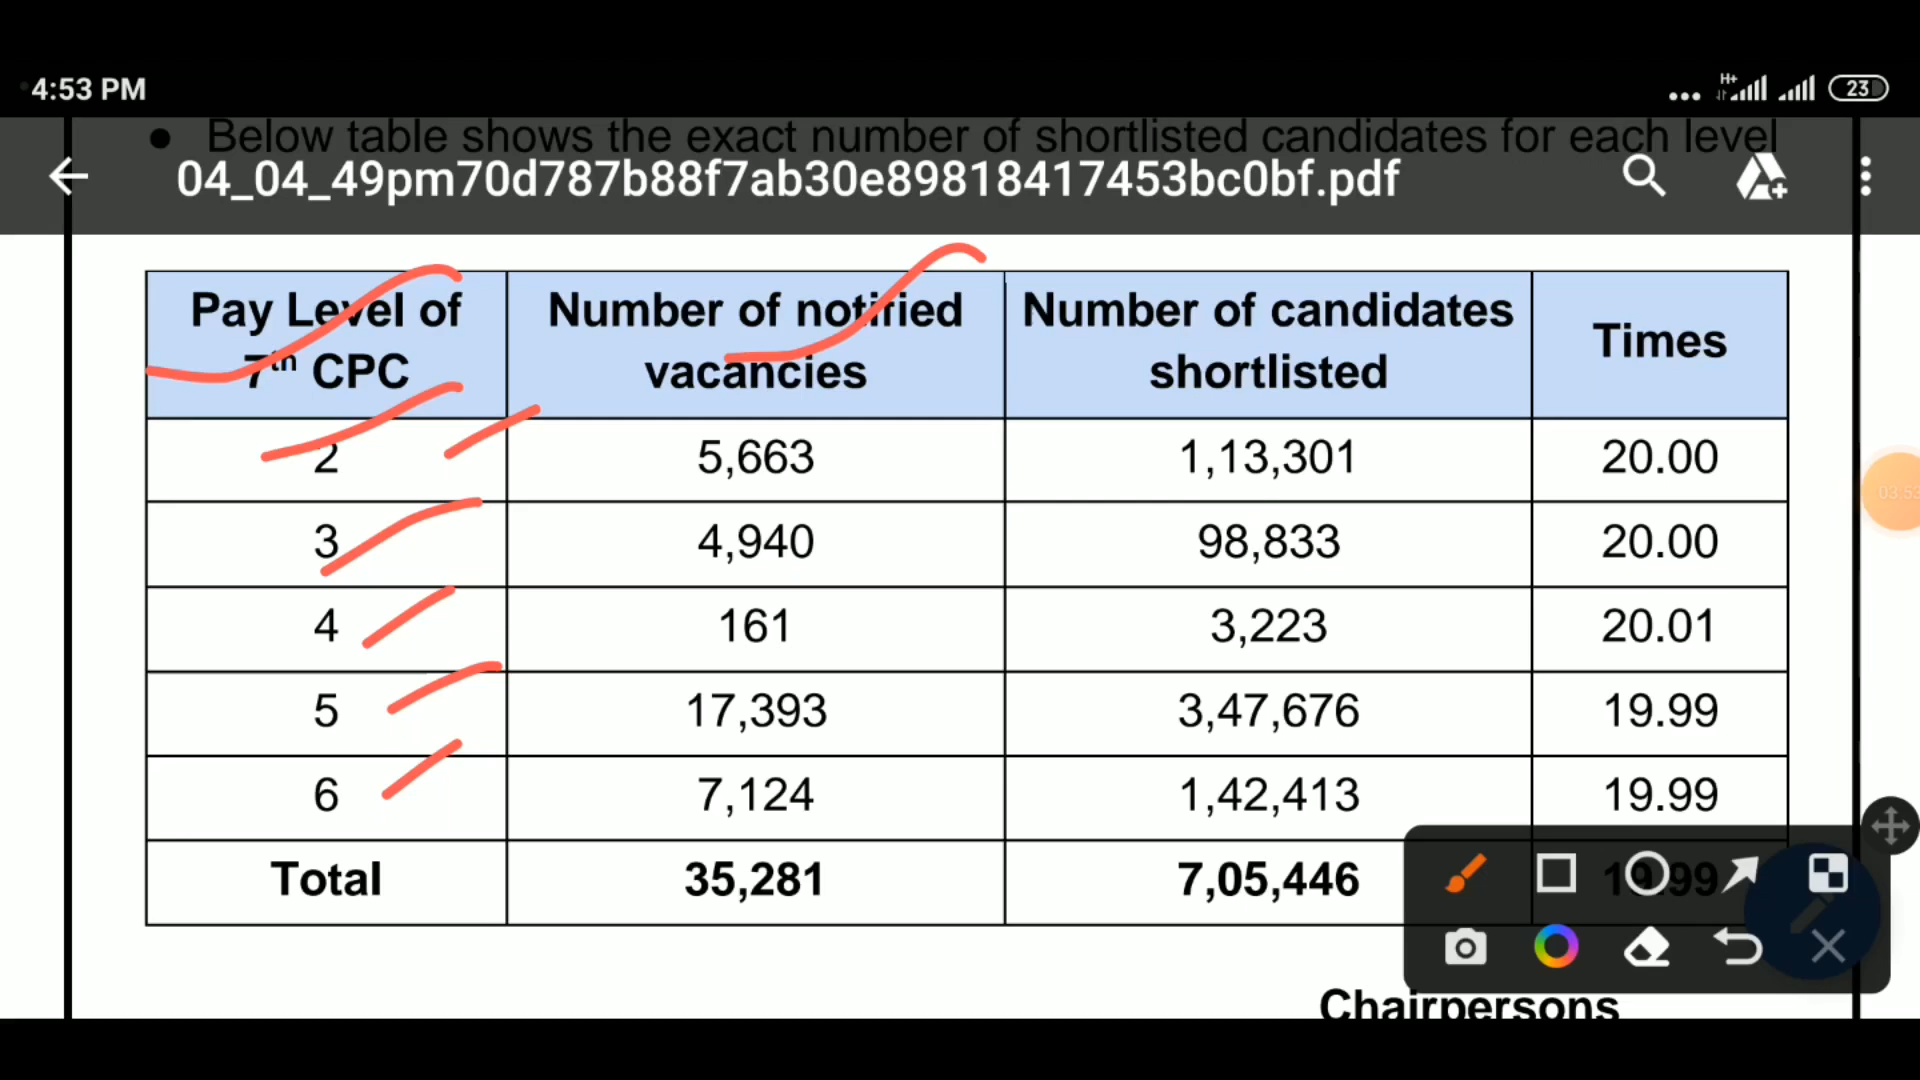 4:53 PM
H+
23
Below table shows the exact number of shortlisted candidates for each level
04_04_49pm70d787b88f7ab30e89818417453bc0bf.pdf
Pay Level of 7th CPC Number of notified vacancies Number of candidates shortlisted Times
2 5,663 1,13,301 20.00
3 4,940 98,833 20.00
03:53
4 161 3,223 20.01
5 17,393 3,47,676 19.99
6 7,124 1,42,413 19.99
Total 35,281 7,05,446 19.99
Chairpersons